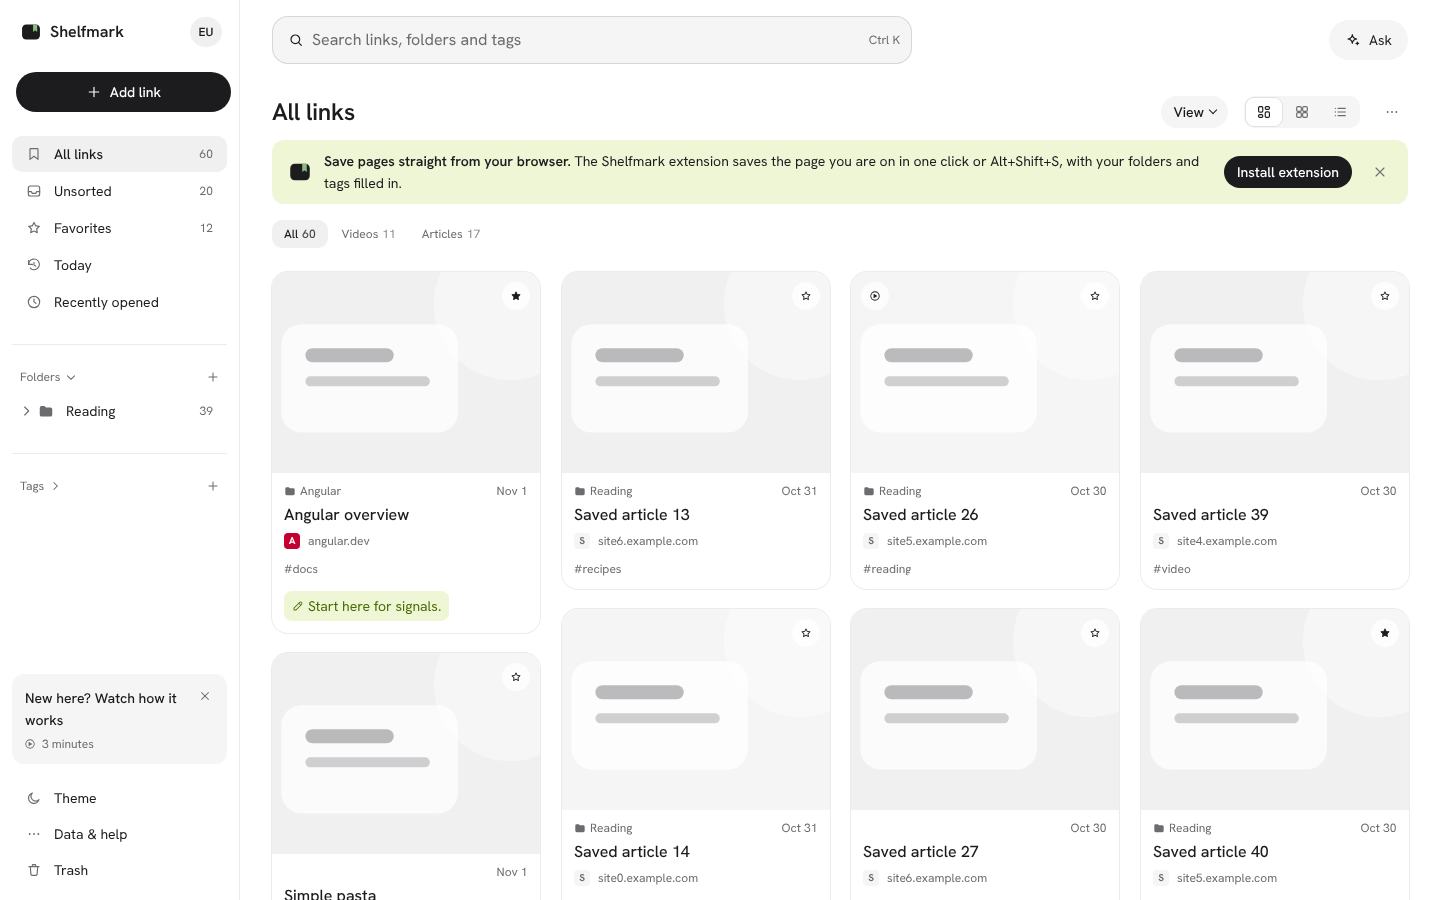 Shelfmark
EU
Add link
All links 60
Unsorted 20
Favorites 12
Today
Recently opened
Folders
Reading 39
Tags
New here? Watch how it
works
3 minutes
Theme
Data & help
Trash
Search links, folders and tags Ctrl K
Ask
All links
View
Save pages straight from your browser. The Shelfmark extension saves the page you are on in one click or Alt+Shift+S, with your folders and
tags filled in.
Install extension
All 60 Videos 11 Articles 17
Angular Nov 1
Angular overview
A angular.dev
#docs
Start here for signals.
Reading Oct 31
Saved article 13
S site6.example.com
#recipes
Reading Oct 30
Saved article 26
S site5.example.com
#reading
Oct 30
Saved article 39
S site4.example.com
#video
Nov 1
Simple pasta
Reading Oct 31
Saved article 14
S site0.example.com
Oct 30
Saved article 27
S site6.example.com
Reading Oct 30
Saved article 40
S site5.example.com